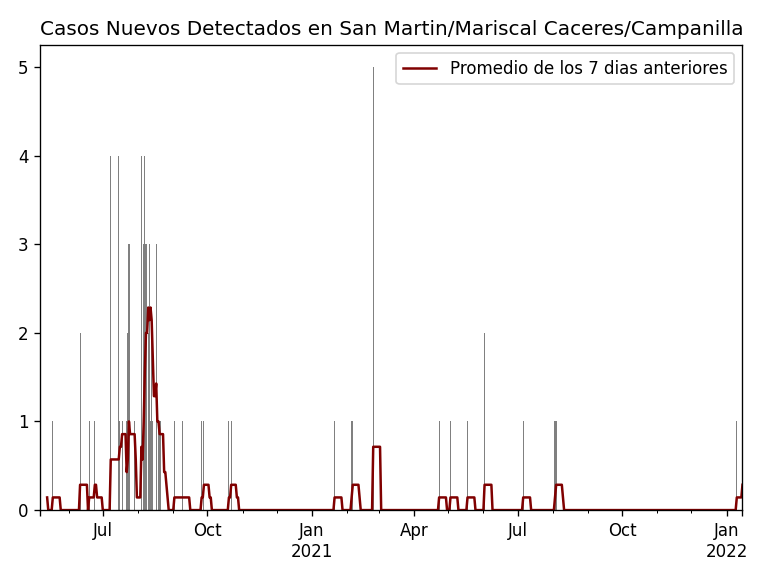 Casos Nuevos Detectados en San Martin/Mariscal Caceres/Campanilla
Promedio de los 7 dias anteriores
5
4
3
2
1
0
Jul
Oct
Jan
2021
Apr
Jul
Oct
Jan
2022